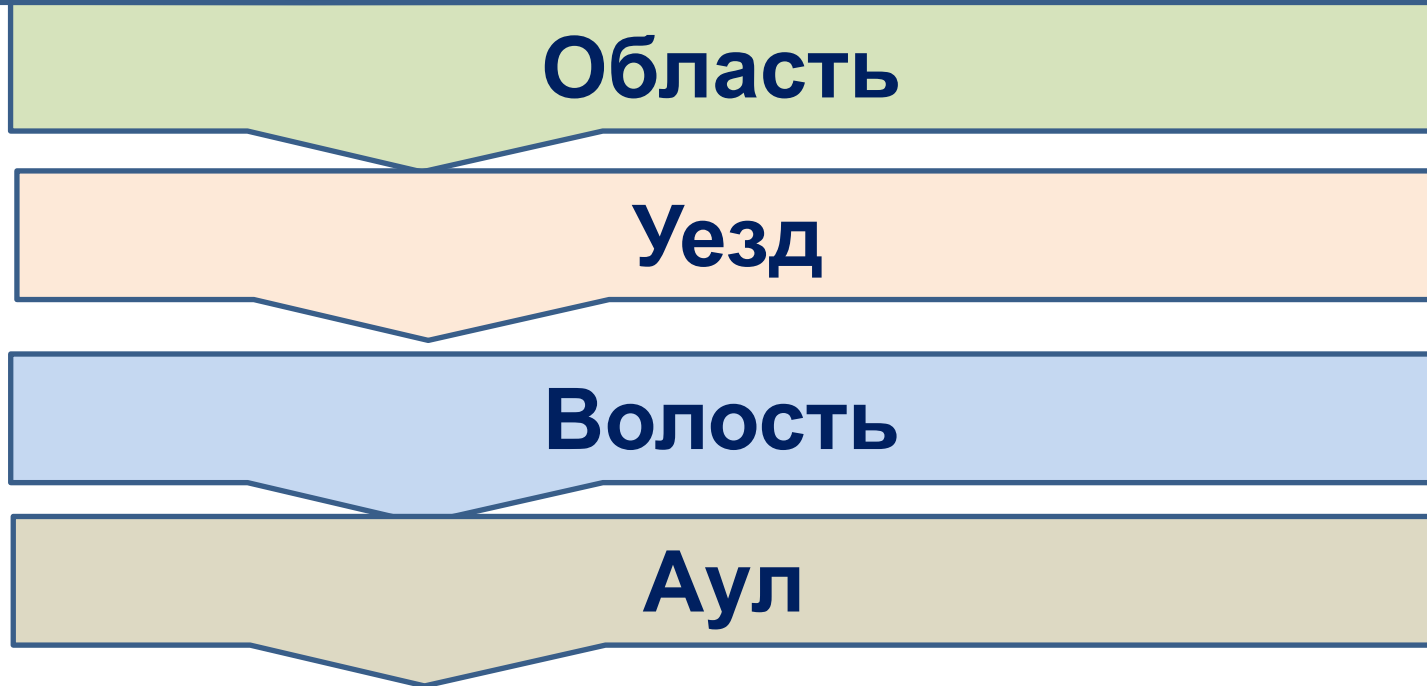 Область
Уезд
Волость
Аул